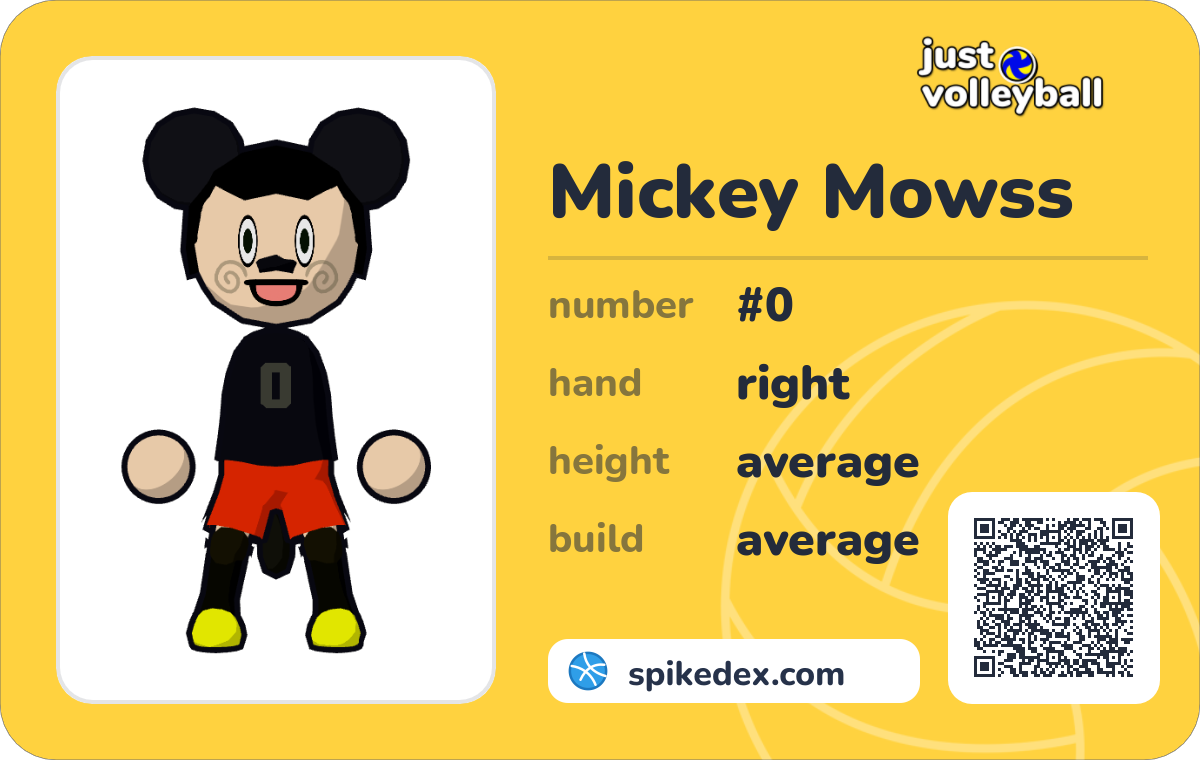 just
volleyball
Mickey Mowss
number #0
hand right
height average
build average
0
spikedex.com